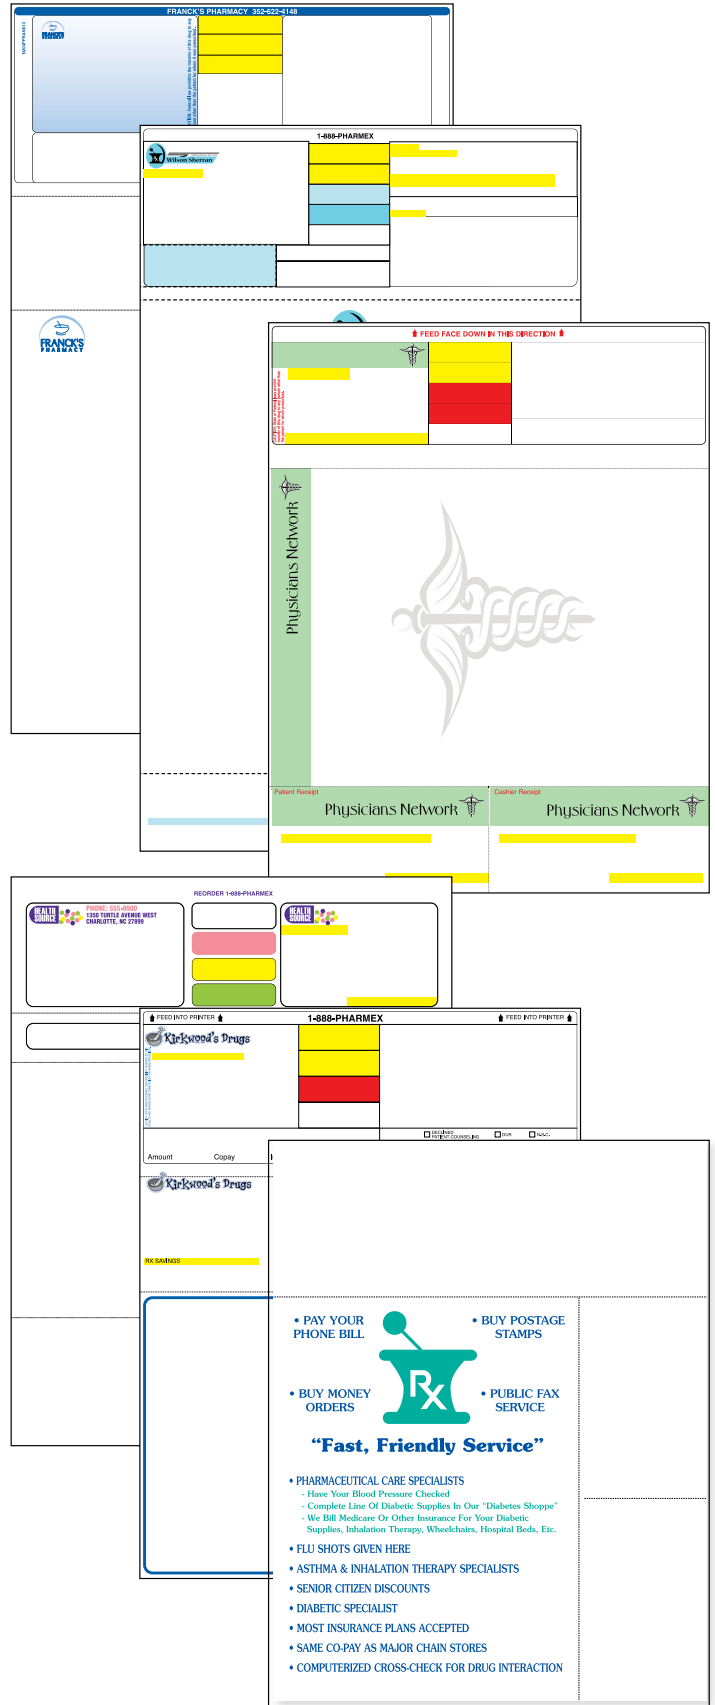 FRANCK'S PHARMACY 352-622-4148
FRANCK'S
PHARMACY
FRANCK'S
PHARMACY
1-888-PHARMEX
Wilson Sherran
FEED FACE DOWN IN THIS DIRECTION
Physicians Network
Patient Receipt
Physicians Network
Cashier Receipt
Physicians Network
REORDER 1-888-PHARMEX
HEALTH
SOURCE
PHONE: 555-9900
1350 TURTLE AVENUE WEST
CHARLOTTE, NC 27899
HEALTH
SOURCE
FEED INTO PRINTER
1-888-PHARMEX
FEED INTO PRINTER
Kirkwood's Drugs
DECLINED
PATIENT COUNSELING
DUR
N.S.C.
Amount
Copay
Kirkwood's Drugs
RX SAVINGS
• PAY YOUR
PHONE BILL
• BUY POSTAGE
STAMPS
RX
• BUY MONEY
ORDERS
• PUBLIC FAX
SERVICE
“Fast, Friendly Service”
• PHARMACEUTICAL CARE SPECIALISTS
- Have Your Blood Pressure Checked
- Complete Line Of Diabetic Supplies In Our “Diabetes Shoppe”
- We Bill Medicare Or Other Insurance For Your Diabetic
Supplies, Inhalation Therapy, Wheelchairs, Hospital Beds, Etc.
• FLU SHOTS GIVEN HERE
• ASTHMA & INHALATION THERAPY SPECIALISTS
• SENIOR CITIZEN DISCOUNTS
• DIABETIC SPECIALIST
• MOST INSURANCE PLANS ACCEPTED
• SAME CO-PAY AS MAJOR CHAIN STORES
• COMPUTERIZED CROSS-CHECK FOR DRUG INTERACTION